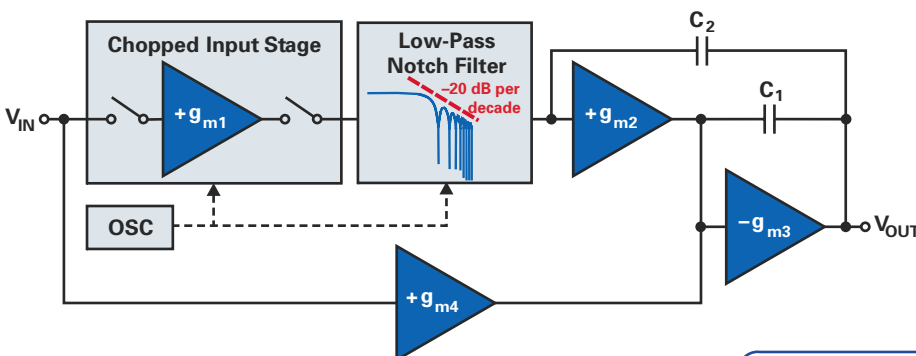 Chopped Input Stage
Low-Pass
Notch Filter
–20 dB per
decade
C2
C1
VIN
+gm1
+gm2
–gm3
VOUT
OSC
+gm4